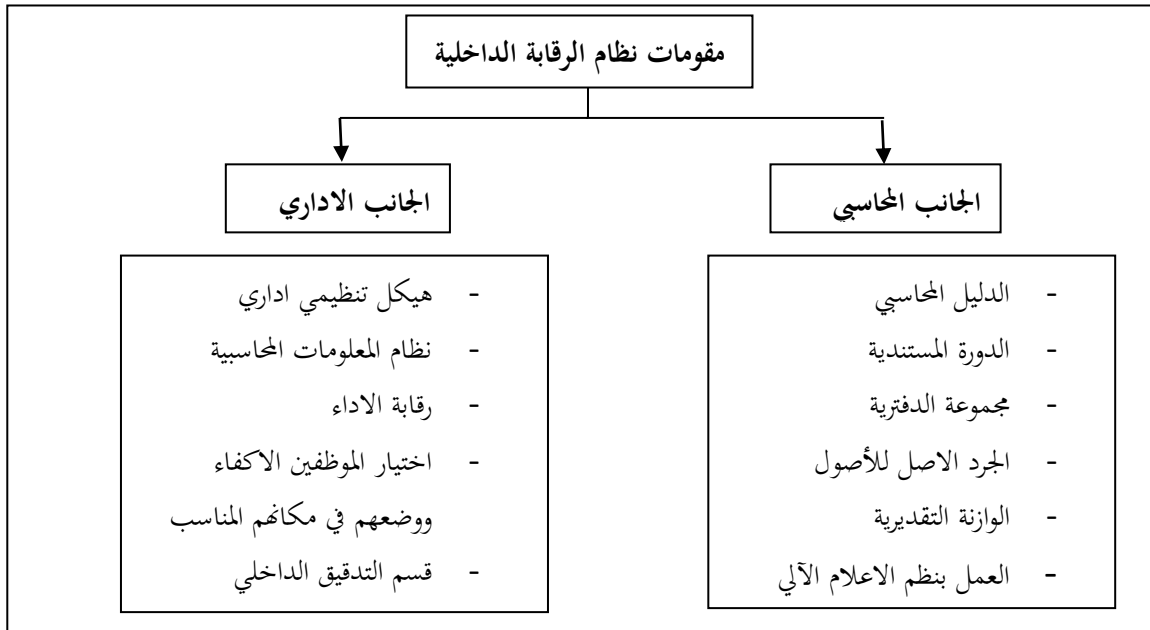 مقومات نظام الرقابة الداخلية
الجانب المحاسبي
- الدليل المحاسبي
- الدورة المستندية
- مجموعة الدفترية
- الجرد الاصل للأصول
- الوازنة التقديرية
- العمل بنظم الاعلام الآلي
الجانب الاداري
- هيكل تنظيمي اداري
- نظام المعلومات المحاسبية
- رقابة الاداء
- اختيار الموظفين الاكفاء
ووضعهم في مكانهم المناسب
- قسم التدقيق الداخلي